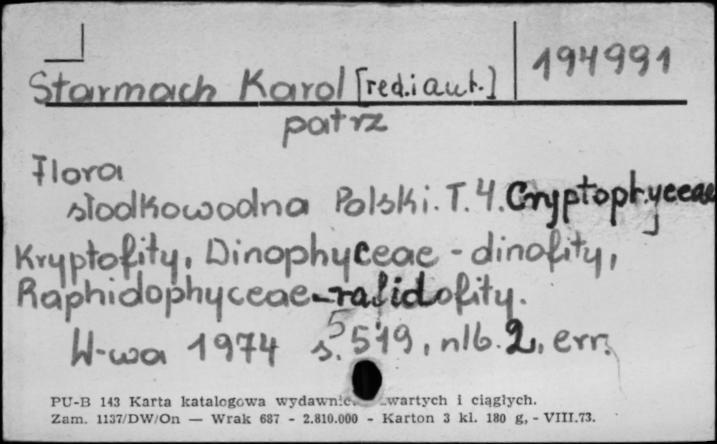 194991
Starmach Karol [red. i aut.]
patrz
Flora
słodkowodna Polski. T. 4. Cryptophyceae
Kryptofity, Dinophyceae - dinofity,
Raphidophyceae - rafidofity.
W-wa 1974 s. 519, nlb. 2, err.
PU-B 143 Karta katalogowa wartych i ciągłych.
Zam. 1137/DW/On — Wrak 687 - 2.810.000 - Karton 3 kl. 180 g, - VIII.73.